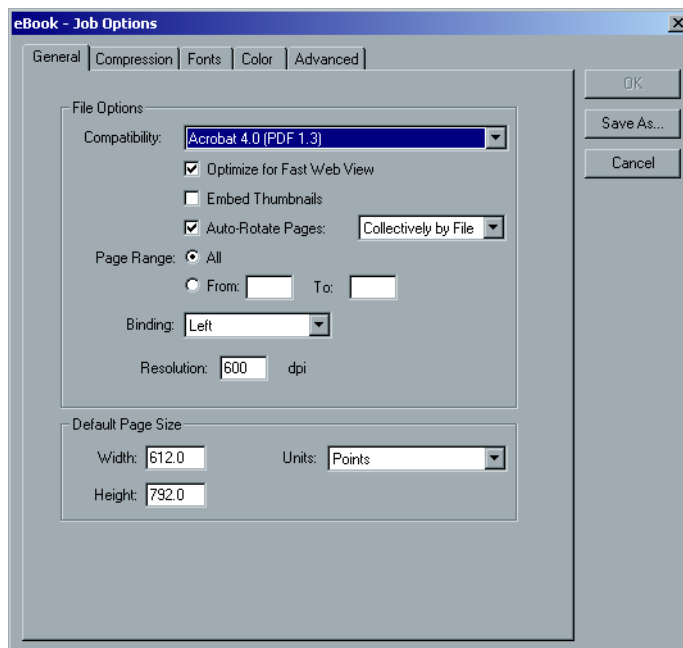 eBook - Job Options
General Compression Fonts Color Advanced
OK
File Options
Save As...
Compatibility: Acrobat 4.0 (PDF 1.3)
Cancel
Optimize for Fast Web View
Embed Thumbnails
Auto-Rotate Pages: Collectively by File
Page Range: All
From: To:
Binding: Left
Resolution: 600 dpi
Default Page Size
Width: 612.0 Units: Points
Height: 792.0